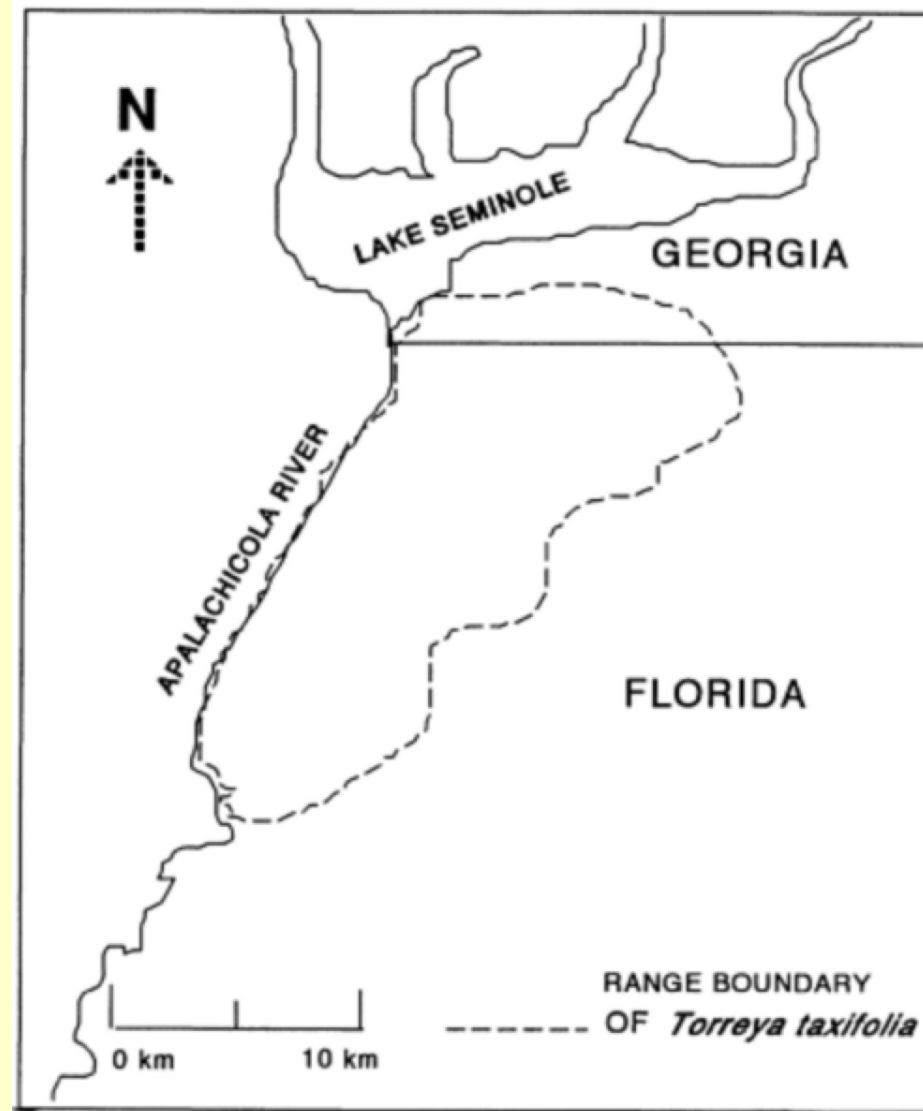 N
LAKE SEMINOLE
GEORGIA
APALACHICOLA RIVER
FLORIDA
RANGE BOUNDARY
OF Torreya taxifolia
0 km 10 km